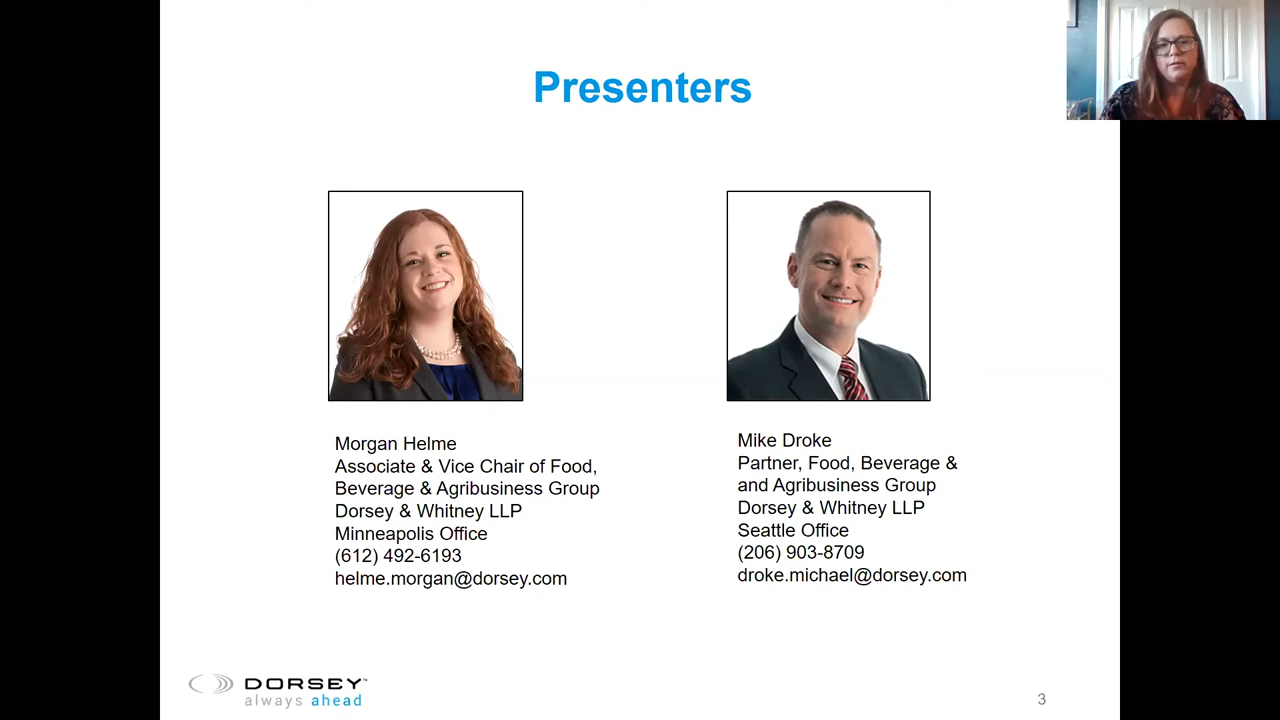 Presenters
Morgan Helme
Associate & Vice Chair of Food,
Beverage & Agribusiness Group
Dorsey & Whitney LLP
Minneapolis Office
(612) 492-6193
helme.morgan@dorsey.com
Mike Droke
Partner, Food, Beverage &
and Agribusiness Group
Dorsey & Whitney LLP
Seattle Office
(206) 903-8709
droke.michael@dorsey.com
DORSEY™
always ahead
3